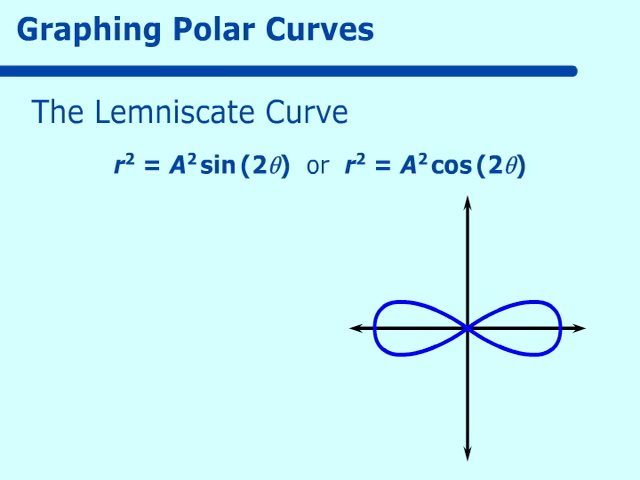 Graphing Polar Curves
The Lemniscate Curve
r² = A² sin (2θ) or r² = A² cos (2θ)